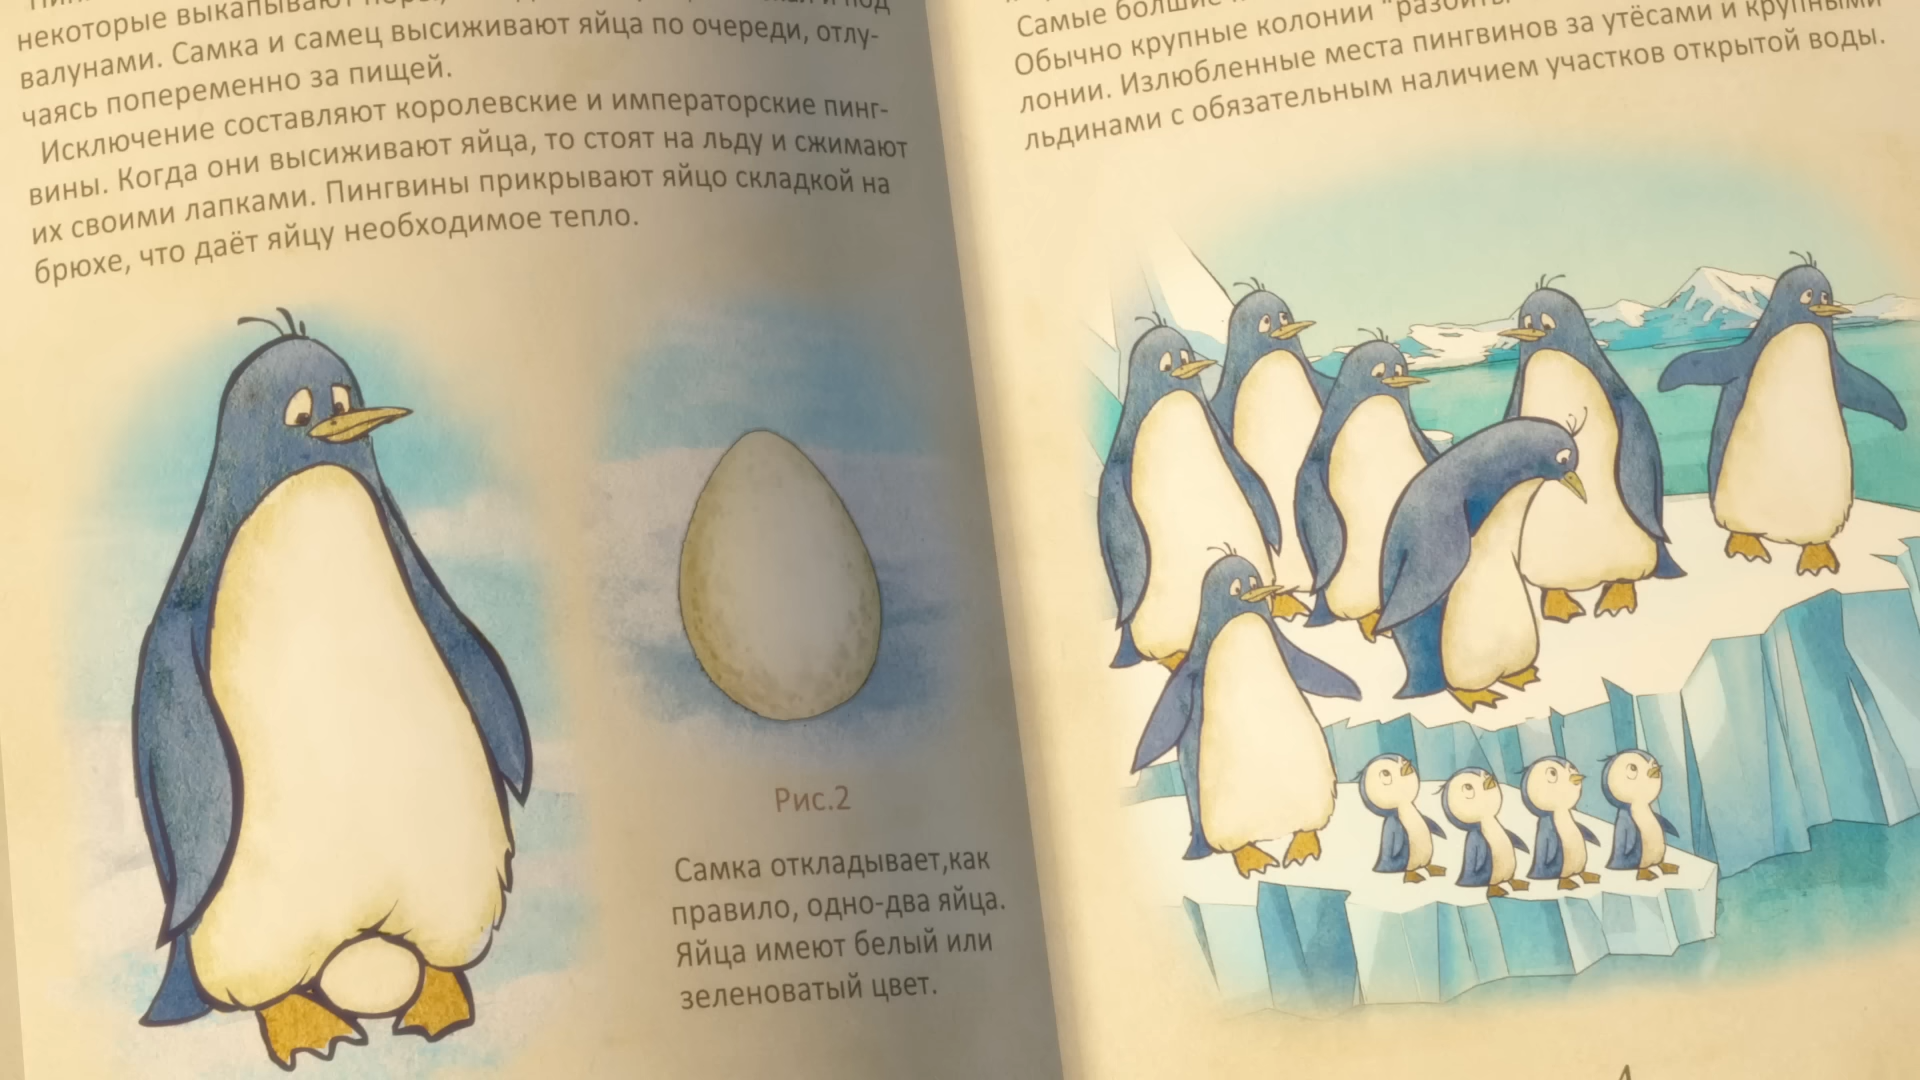 некоторые выкапывают
валунами. Самка и самец высиживают яйца по очереди, отлу-
чаясь попеременно за пищей.
Исключение составляют королевские и императорские пинг-
вины. Когда они высиживают яйца, то стоят на льду и сжимают
их своими лапками. Пингвины прикрывают яйцо складкой на
брюхе, что даёт яйцу необходимое тепло.
Рис.2
Самка откладывает,как
правило, одно-два яйца.
Яйца имеют белый или
зеленоватый цвет.
Самые болшие
Обычно крупные колонии
лонии. Излюбленные места пингвинов за утёсами и крупными
льдинами с обязательным наличием участков открытой воды.